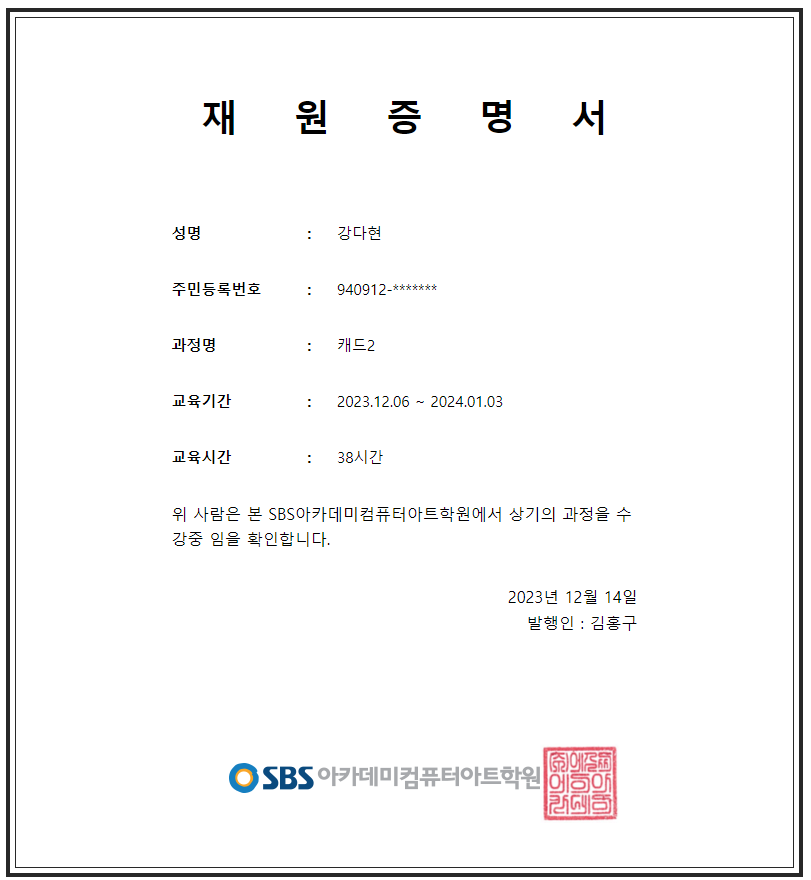 재 원 증 명 서
성명 : 강다현
주민등록번호 : 940912-*******
과정명 : 캐드2
교육기간 : 2023.12.06 ~ 2024.01.03
교육시간 : 38시간
위 사람은 본 SBS아카데미컴퓨터아트학원에서 상기의 과정을 수
강중 임을 확인합니다.
2023년 12월 14일
발행인 : 김홍구
SBS 아카데미컴퓨터아트학원